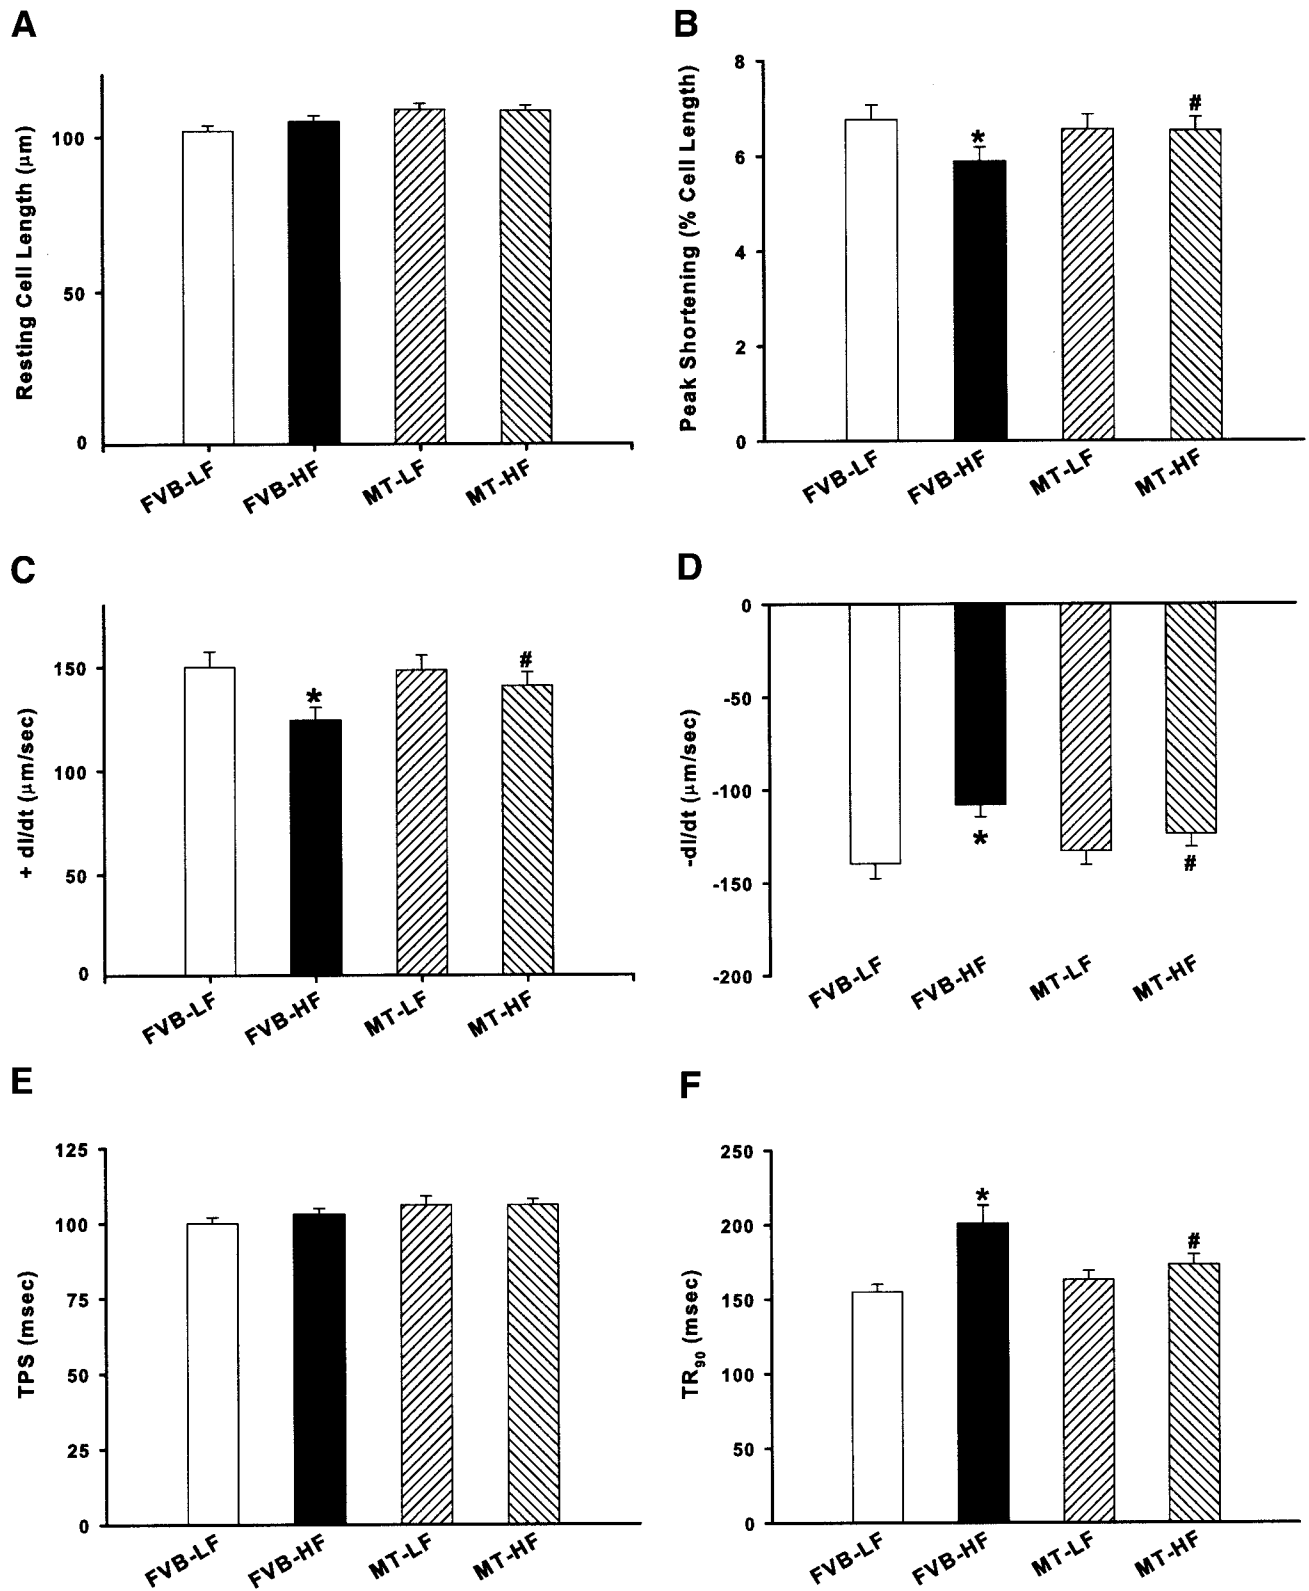 A
Resting Cell Length (μm)
100
50
0
FVB-LF
FVB-HF
MT-LF
MT-HF
B
Peak Shortening (% Cell Length)
8
6
4
2
0
*
#
FVB-LF
FVB-HF
MT-LF
MT-HF
C
+ dl/dt (μm/sec)
150
100
50
0
*
#
FVB-LF
FVB-HF
MT-LF
MT-HF
D
-dl/dt (μm/sec)
0
-50
-100
-150
-200
*
#
FVB-LF
FVB-HF
MT-LF
MT-HF
E
TPS (msec)
125
100
75
50
25
0
FVB-LF
FVB-HF
MT-LF
MT-HF
F
TR90 (msec)
250
200
150
100
50
0
*
#
FVB-LF
FVB-HF
MT-LF
MT-HF